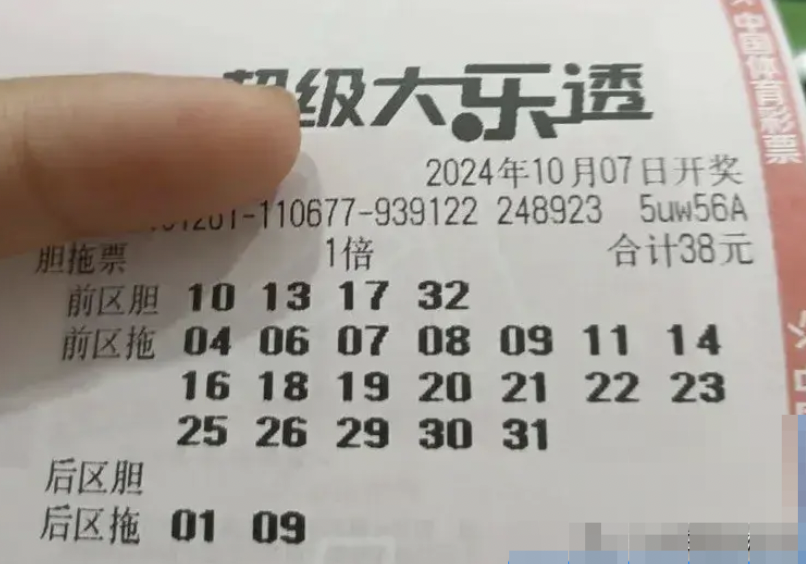 级大乐透
2024年10月07日开奖
-110677-939122 248923 5uw56A
胆拖票 1倍 合计38元
前区胆 10 13 17 32
前区拖 04 06 07 08 09 11 14
16 18 19 20 21 22 23
25 26 29 30 31
后区胆
后区拖 01 09
中国体育彩票